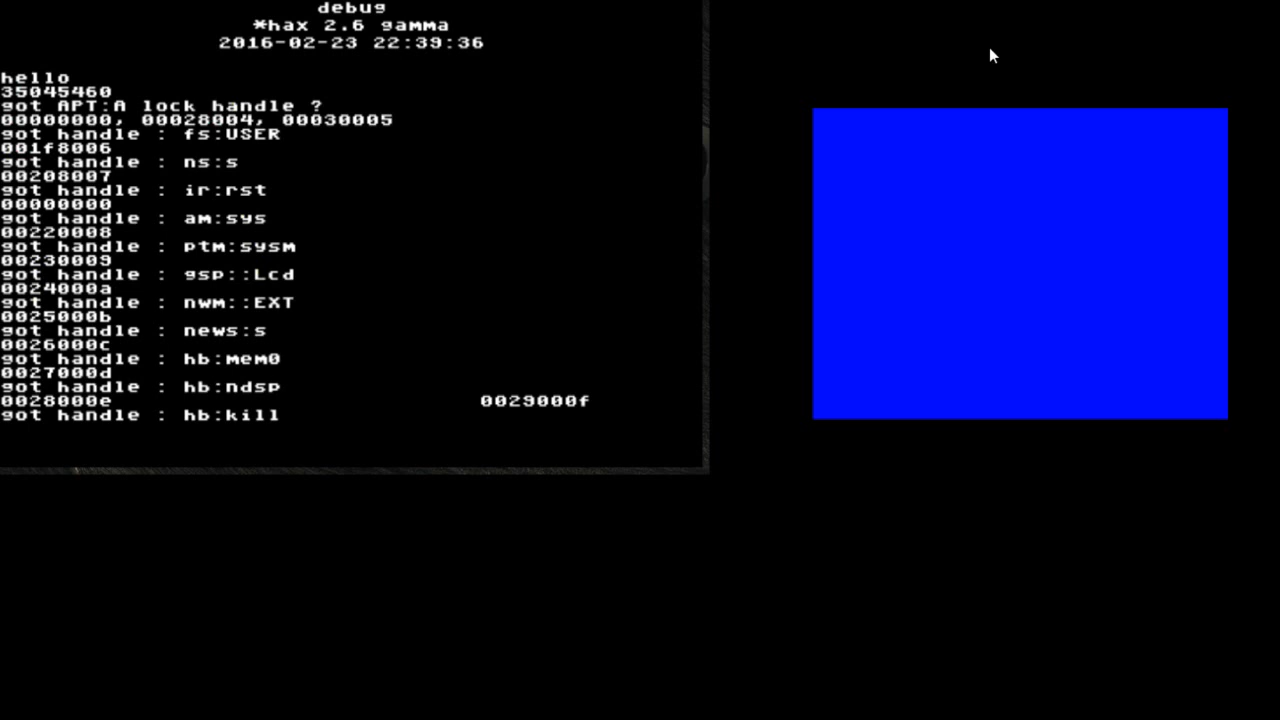 debug
*hax 2.6 gamma
2016-02-23 22:39:36
hello
35045460
got APT:A lock handle ?
00000000, 00028004, 00030005
got handle : fs:USER
001f8006
got handle : ns:s
00208007
got handle : ir:rst
00000000
got handle : am:sys
00220008
got handle : ptm:sysm
00230009
got handle : gsp::Lcd
0024000a
got handle : nwm::EXT
0025000b
got handle : news:s
0026000c
got handle : hb:mem0
0027000d
got handle : hb:ndsp
0028000e 0029000f
got handle : hb:kill